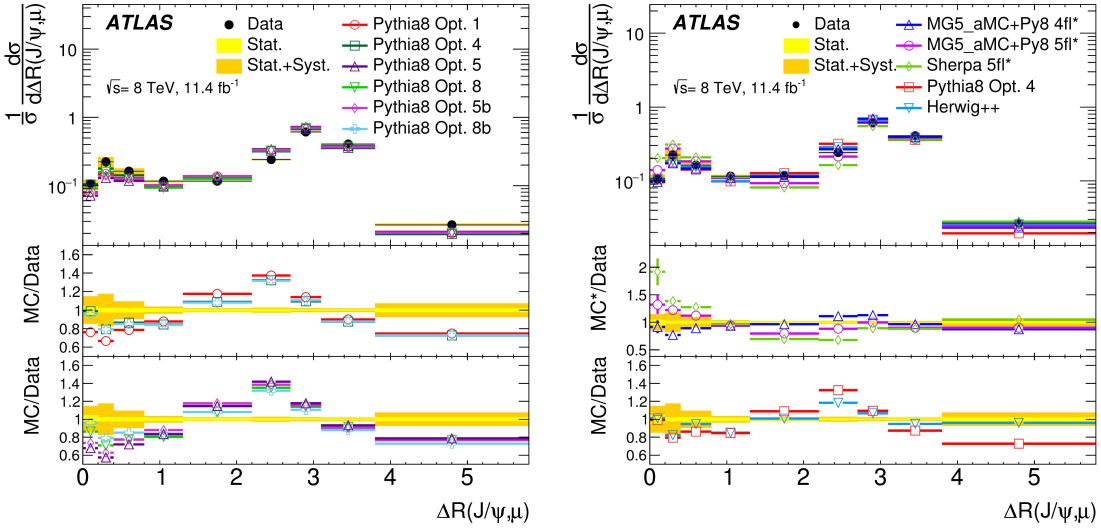 ATLAS
Data
Stat.
Stat.+Syst.
√s= 8 TeV, 11.4 fb⁻¹
Pythia8 Opt. 1
Pythia8 Opt. 4
Pythia8 Opt. 5
Pythia8 Opt. 8
Pythia8 Opt. 5b
Pythia8 Opt. 8b
1/σ dσ/dΔR(J/ψ,μ)
10
1
10⁻¹
MC/Data
1.6
1.4
1.2
1
0.8
0.6
MC/Data
1.6
1.4
1.2
1
0.8
0.6
0 1 2 3 4 5
ΔR(J/ψ,μ)
ATLAS
Data
Stat.
Stat.+Syst.
√s= 8 TeV, 11.4 fb⁻¹
MG5_aMC+Py8 4fl*
MG5_aMC+Py8 5fl*
Sherpa 5fl*
Pythia8 Opt. 4
Herwig++
1/σ dσ/dΔR(J/ψ,μ)
10
1
10⁻¹
MC*/Data
2
1.5
1
0.5
MC/Data
1.6
1.4
1.2
1
0.8
0.6
0 1 2 3 4 5
ΔR(J/ψ,μ)